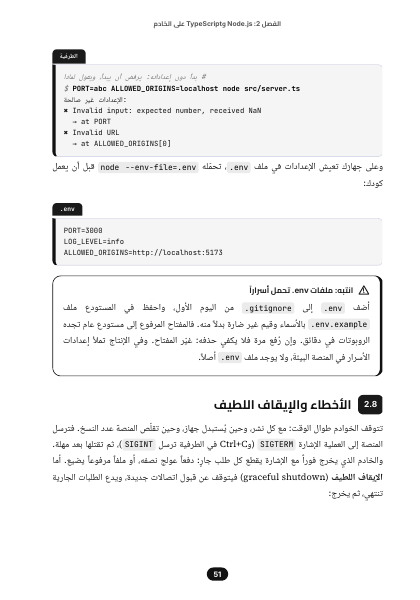 الفصل 2: Node.js وTypeScript على الخادم
الطرفية
# يبدأ دون إعداداته: يرفض أن يبدأ، ويقول لماذا
$ PORT=abc ALLOWED_ORIGINS=localhost node src/server.ts
الإعدادات غير صالحة:
✖ Invalid input: expected number, received NaN
→ at PORT
✖ Invalid URL
→ at ALLOWED_ORIGINS[0]
وعلى جهازك تعيش الإعدادات في ملف .env، تحمّله node --env-file=.env قبل أن يعمل
كودك:
.env
PORT=3000
LOG_LEVEL=info
ALLOWED_ORIGINS=http://localhost:5173
انتبه: ملفات .env تحمل أسراراً
أضف .env إلى .gitignore من اليوم الأول، واحفظ في المستودع ملف
.env.example بالأسماء وقيم غير ضارة بدلاً منه. فالمفتاح المرفوع إلى مستودع عام تجده
الروبوتات في دقائق. وإن رُفع مرة فلا يكفي حذفه: غيّر المفتاح. وفي الإنتاج تملأ إعدادات
الأسرار في المنصة البيئة، ولا يوجد ملف .env أصلاً.
2.8 الأخطاء والإيقاف اللطيف
تتوقف الخوادم طوال الوقت: مع كل نشر، وحين يُستبدل جهاز، وحين تقلّص المنصة عدد النسخ. فترسل
المنصة إلى العملية الإشارة SIGTERM (وCtrl+C في الطرفية ترسل SIGINT)، ثم تقتلها بعد مهلة.
والخادم الذي يخرج فوراً مع الإشارة يقطع كل طلب جارٍ: دفعاً عولج نصفه، أو ملفاً مرفوعاً يضيع. أما
الإيقاف اللطيف (graceful shutdown) فيتوقف عن قبول اتصالات جديدة، ويدع الطلبات الجارية
تنتهي، ثم يخرج:
51